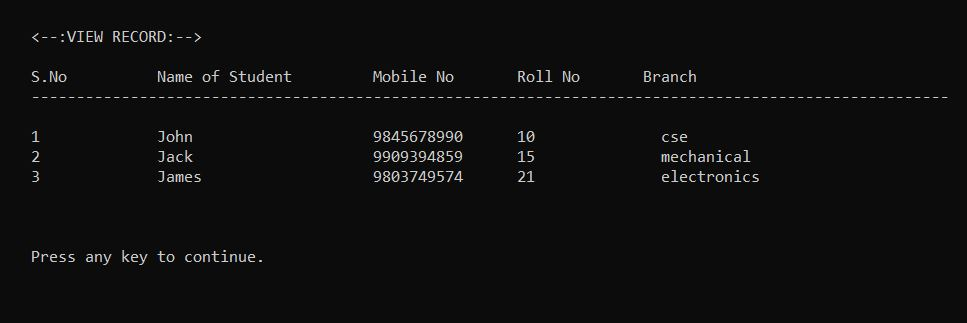 <--:VIEW RECORD:-->
S.No Name of Student Mobile No Roll No Branch
------------------------------------------------------------------------------------------------------
1 John 9845678990 10 cse
2 Jack 9909394859 15 mechanical
3 James 9803749574 21 electronics
Press any key to continue.